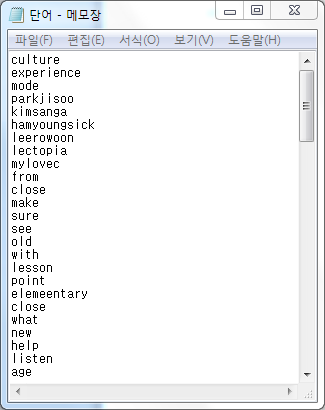 단어 - 메모장
파일(F) 편집(E) 서식(O) 보기(V) 도움말(H)
culture
experience
mode
parkjisoo
kimsanga
hamyoungsick
leerowoon
lectopia
mylovec
from
close
make
sure
see
old
with
lesson
point
elemeentary
close
what
new
help
listen
age